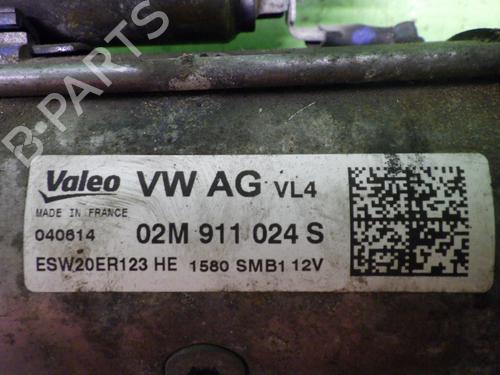 B-PARTS
Valeo VW AG VL4
MADE IN FRANCE
040614 02M 911 024 S
ESW20ER123 HE 1580 SMB1 12V